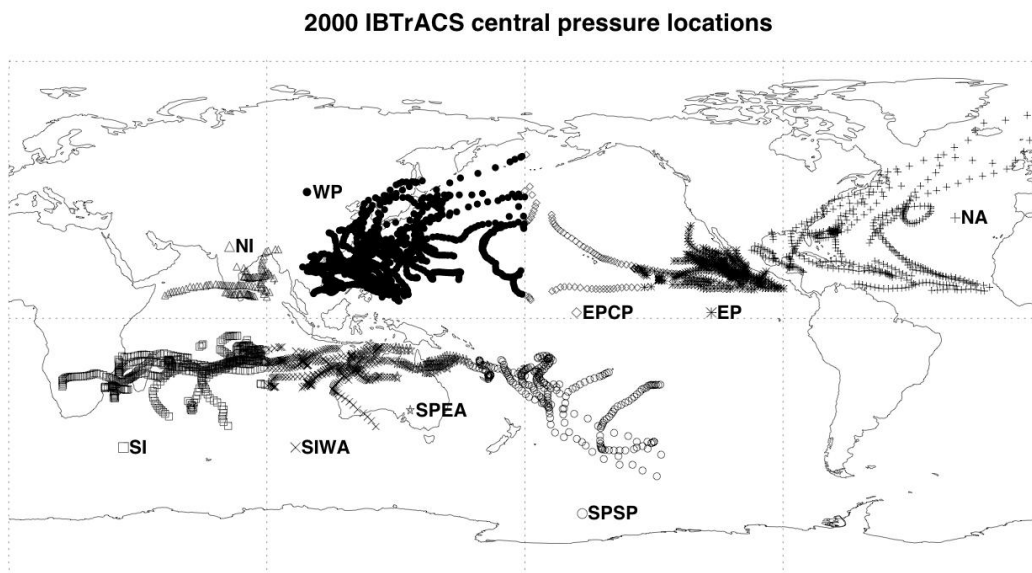 2000 IBTrACS central pressure locations
WP
NA
NI
EPCP
EP
SPEA
SI
SIWA
SPSP